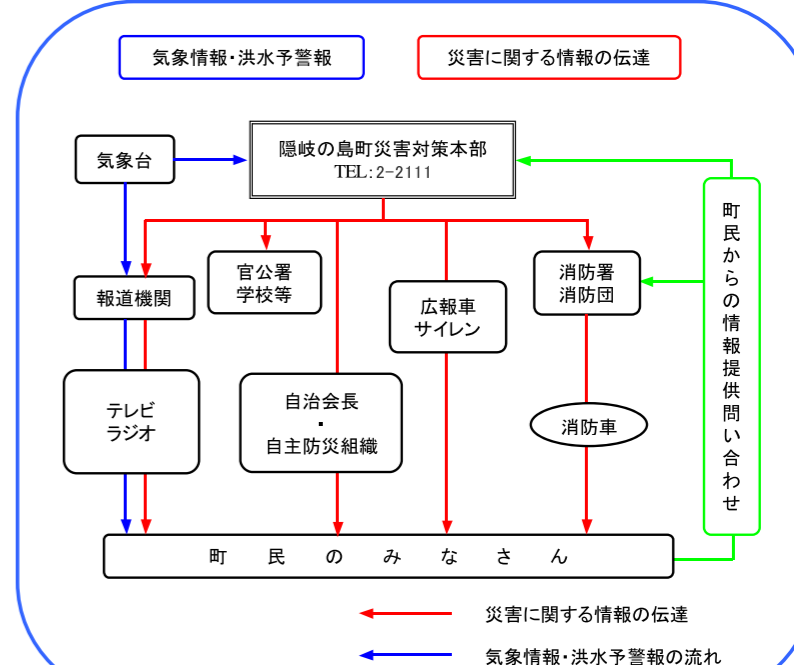 気象情報・洪水予警報
災害に関する情報の伝達
気象台
隠岐の島町災害対策本部
TEL:2-2111
町民からの情報提供問い合わせ
官公署
学校等
消防署
消防団
報道機関
広報車
サイレン
テレビ
ラジオ
自治会長
・
自主防災組織
消防車
町民のみなさん
災害に関する情報の伝達
気象情報・洪水予警報の流れ